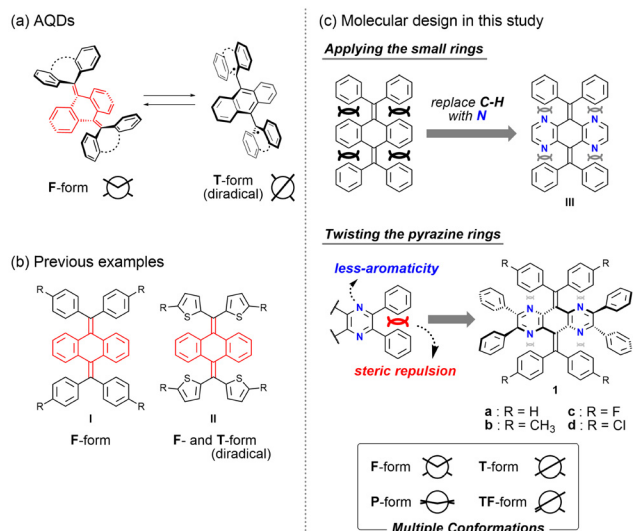 (a) AQDs
F-form
T-form
(diradical)
(b) Previous examples
R
R
R
R
I
F-form
R
S
S
R
R
S
S
R
II
F- and T-form
(diradical)
(c) Molecular design in this study
Applying the small rings
replace C-H
with N
N
N
N
N
III
Twisting the pyrazine rings
less-aromaticity
N
N
steric repulsion
R
R
N
N
N
N
R
R
1
a : R = H
c : R = F
b : R = CH3
d : R = Cl
F-form
T-form
P-form
TF-form
Multiple Conformations